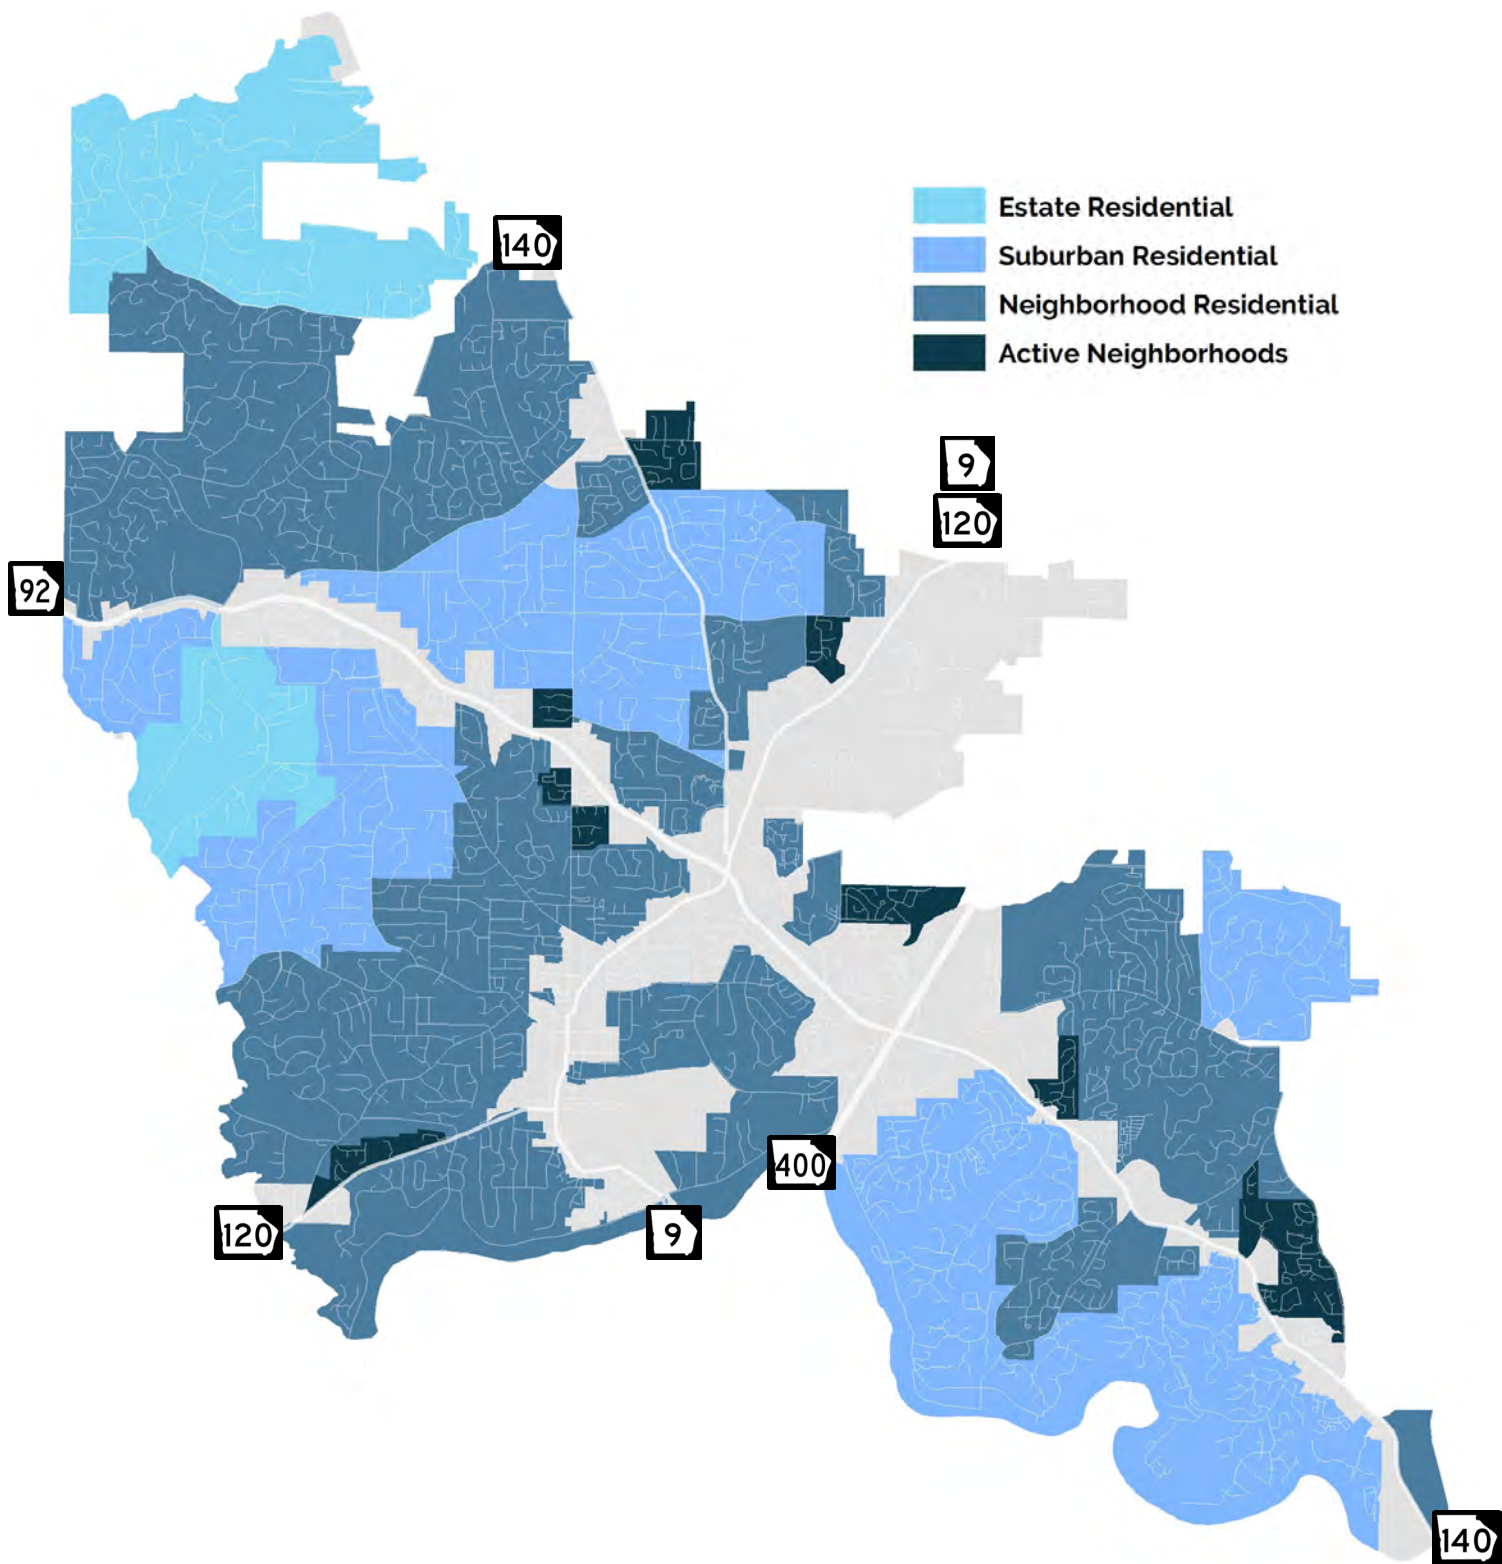 140
Estate Residential
Suburban Residential
Neighborhood Residential
Active Neighborhoods
9
120
92
400
120
9
140